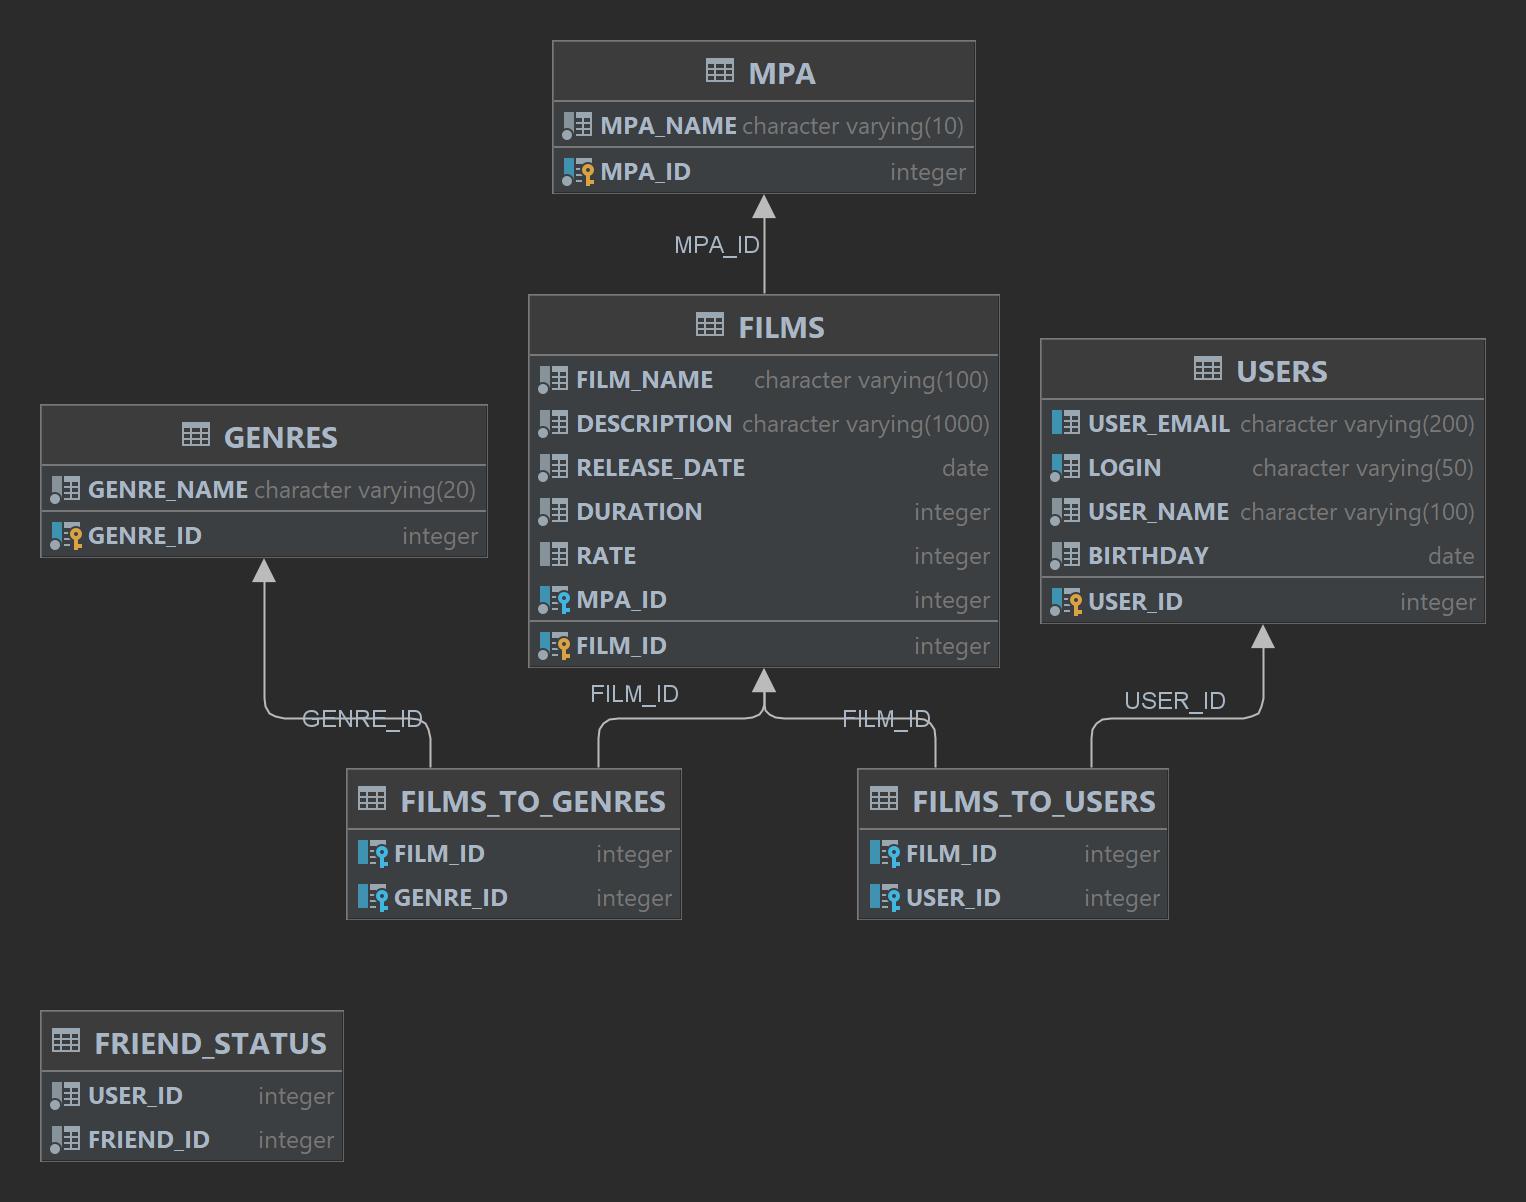 MPA
MPA_NAME character varying(10)
MPA_ID integer
MPA_ID
FILMS
FILM_NAME character varying(100)
DESCRIPTION character varying(1000)
RELEASE_DATE date
DURATION integer
RATE integer
MPA_ID integer
FILM_ID integer
USERS
USER_EMAIL character varying(200)
LOGIN character varying(50)
USER_NAME character varying(100)
BIRTHDAY date
USER_ID integer
GENRES
GENRE_NAME character varying(20)
GENRE_ID integer
GENRE_ID
FILM_ID
FILM_ID
USER_ID
FILMS_TO_GENRES
FILM_ID integer
GENRE_ID integer
FILMS_TO_USERS
FILM_ID integer
USER_ID integer
FRIEND_STATUS
USER_ID integer
FRIEND_ID integer